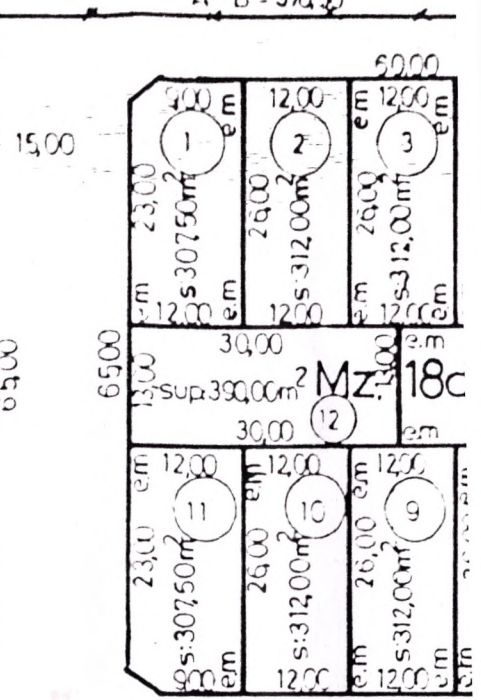 60,00
9,00 e.m 12,00 e.m 12,00 e.m
15,00
1 2 3
23,00 s:307,50m² 26,00 s:312,00m² 26,00 s:312,00m²
e.m 12,00 e.m 12,00 e.m 12,00 e.m
30,00 13,00 e.m
65,00 65,00 13,00 sup:390,00m² Mz. 18c
12
30,00 e.m
e.m 12,00 e.m 12,00 e.m 12,00
11 10 9
23,00 s:307,50m² 26,00 s:312,00m² 26,00 s:312,00m²
9,00 e.m 12,00 e.m 12,00 e.m